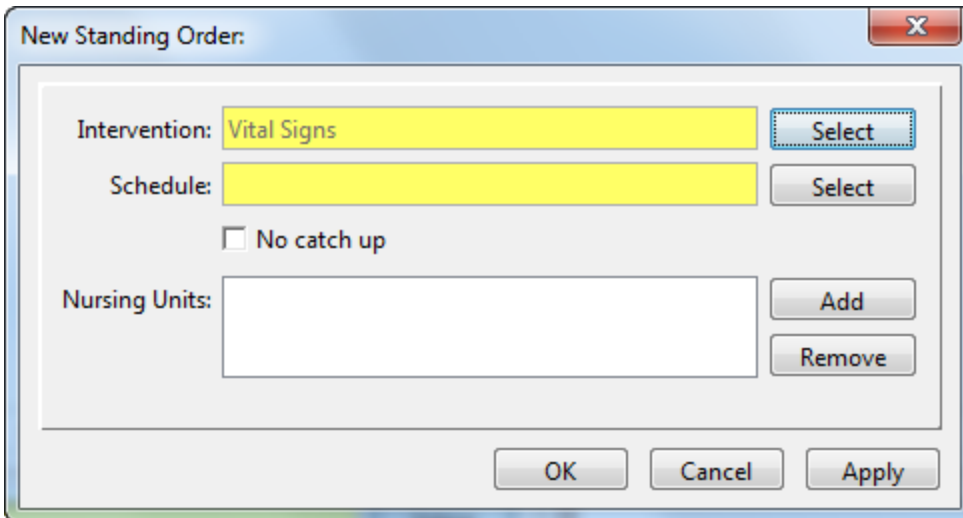 New Standing Order:
Intervention: Vital Signs Select
Schedule: Select
No catch up
Nursing Units: Add
Remove
OK Cancel Apply